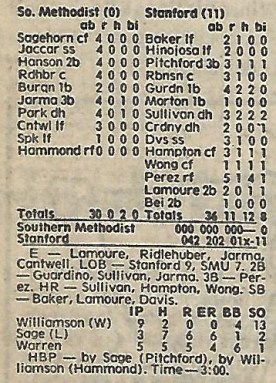 So. Methodist (0) Stanford (11)
ab r h bi ab r h bi
Sagehorn cf 4 0 0 0 Baker lf 2 1 0 0
Jaccar ss 4 0 0 0 Hinojosa lf 2 0 0 0
Hanson 2b 4 0 0 0 Pitchford 3b 3 1 1 1
Rdhbr c 4 0 0 0 Rbnsn c 3 1 0 0
Burgn 1b 2 0 0 0 Gurdn 1b 4 2 2 0
Jarma 3b 4 0 1 0 Morton 1b 1 0 0 0
Park dh 4 0 1 0 Sullivan dh 3 2 2 2
Cntwl lf 3 0 0 0 Crdny dh 2 0 0 1
Spk lf 1 0 0 0 Dvs ss 3 1 0 0
Hammond rf 0 0 0 0 Hampton cf 3 1 1 1
Wong cf 1 1 1 1
Perez rf 5 1 4 1
Lamoure 2b 2 0 1 1
Bei 2b 1 0 0 0
Totals 30 0 2 0 Totals 36 11 12 8
Southern Methodist 000 000 000— 0
Stanford 042 202 01x-11
E — Lamoure, Ridlehuber, Jarma,
Cantwell. LOB — Stanford 9, SMU 7. 2B
— Guardino, Sullivan, Jarma. 3B — Per-
ez. HR — Sullivan, Hampton, Wong. SB
— Baker, Lamoure, Davis.
IP H R ER BB SO
Williamson (W) 9 2 0 0 4 13
Sage (L) 3 7 6 6 1 2
Warren 5 5 5 4 6 1
HBP — by Sage (Pitchford), by Wil-
liamson (Hammond). Time — 3:00.